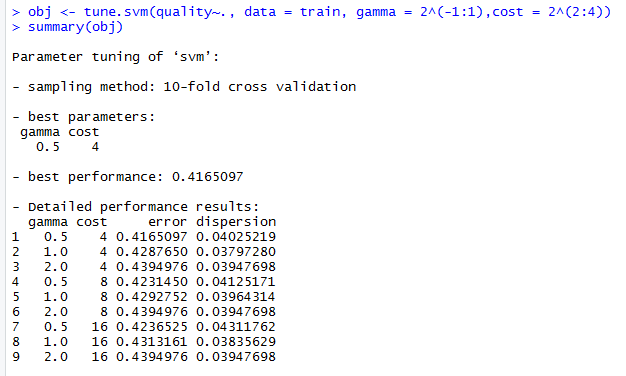 > obj <- tune.svm(quality~., data = train, gamma = 2^(-1:1),cost = 2^(2:4))
> summary(obj)
Parameter tuning of ‘svm’:
- sampling method: 10-fold cross validation
- best parameters:
gamma cost
0.5 4
- best performance: 0.4165097
- Detailed performance results:
gamma cost error dispersion
1 0.5 4 0.4165097 0.04025219
2 1.0 4 0.4287650 0.03797280
3 2.0 4 0.4394976 0.03947698
4 0.5 8 0.4231450 0.04125171
5 1.0 8 0.4292752 0.03964314
6 2.0 8 0.4394976 0.03947698
7 0.5 16 0.4236525 0.04311762
8 1.0 16 0.4313161 0.03835629
9 2.0 16 0.4394976 0.03947698